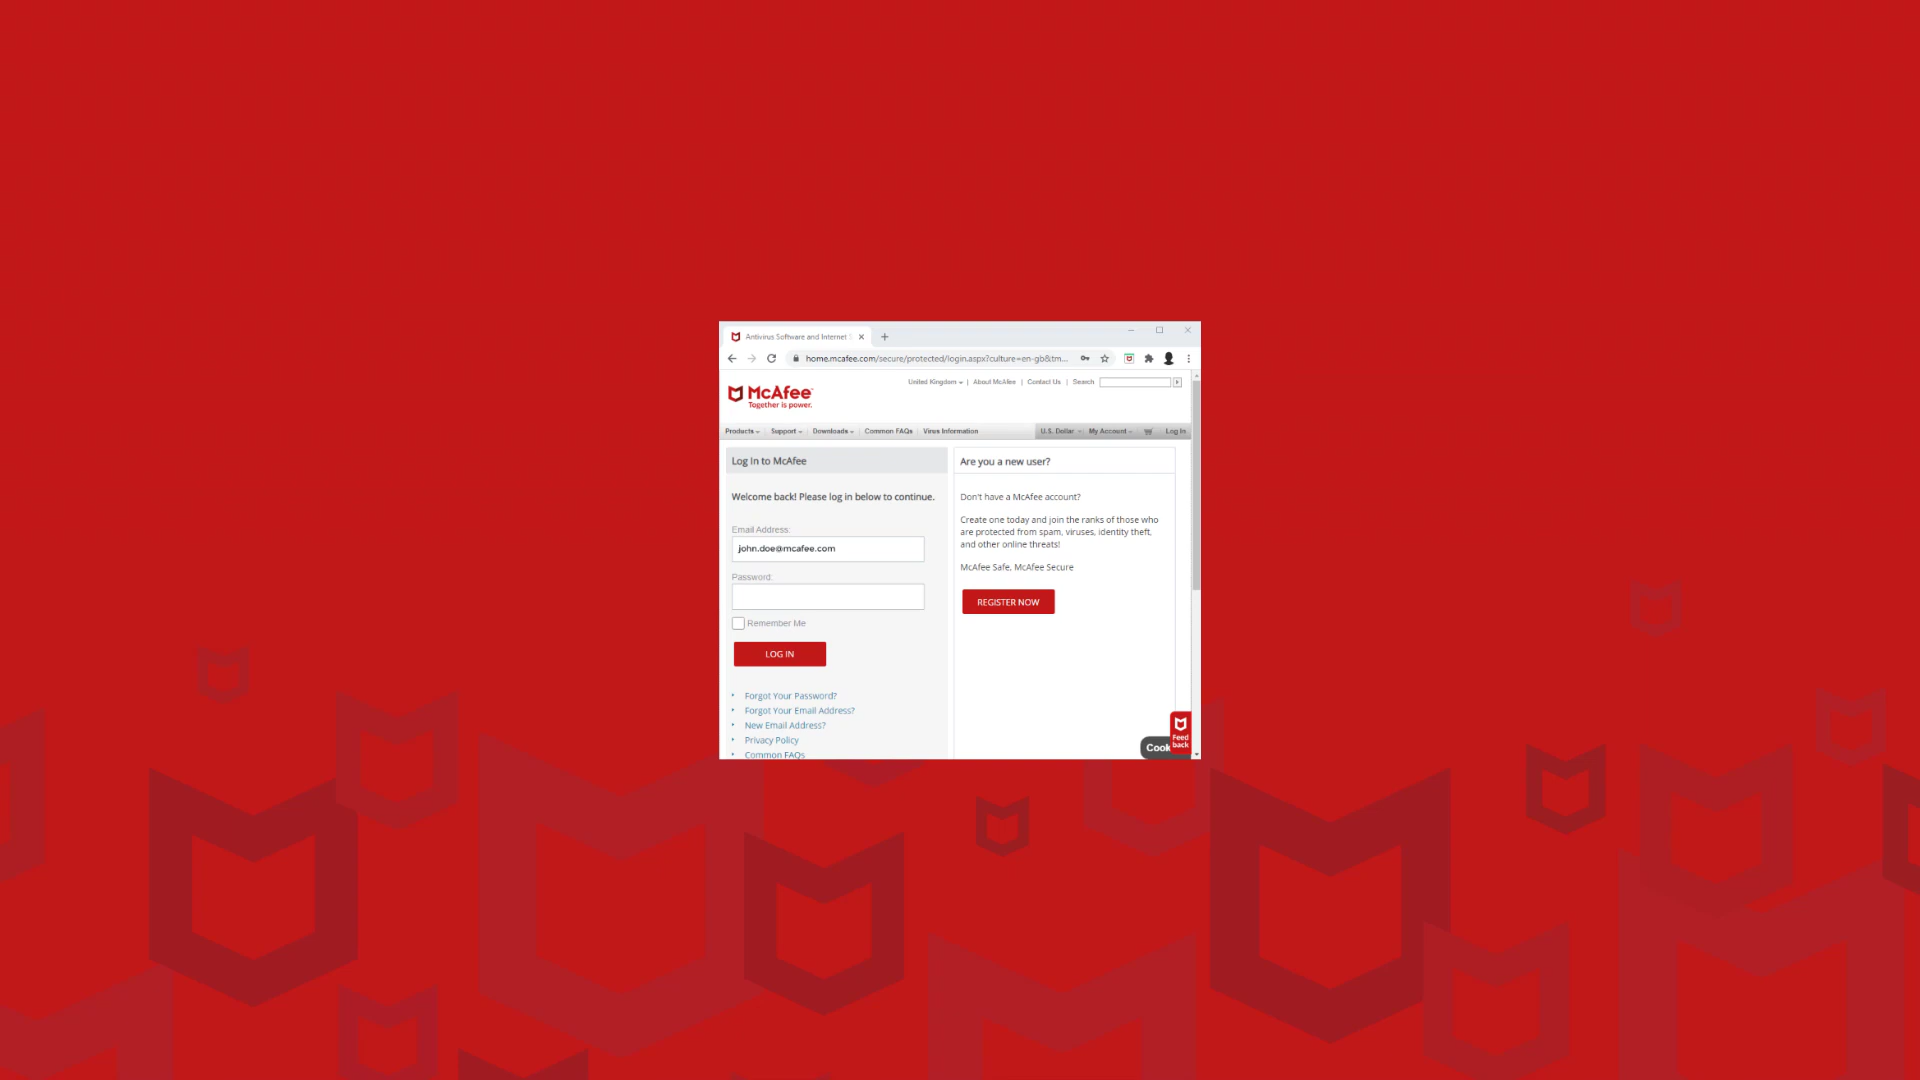 Antivirus Software and Internet
home.mcafee.com/secure/protected/login.aspx?culture=en-gb&tm...
United Kingdom | About McAfee | Contact Us | Search
McAfee
Together is power.
Products Support Downloads Common FAQs Virus Information U.S. Dollar My Account Log In
Log In to McAfee
Welcome back! Please log in below to continue.
Email Address:
john.doe@mcafee.com
Password:
Remember Me
LOG IN
Forgot Your Password?
Forgot Your Email Address?
New Email Address?
Privacy Policy
Common FAQs
Are you a new user?
Don't have a McAfee account?
Create one today and join the ranks of those who
are protected from spam, viruses, identity theft,
and other online threats!
McAfee Safe, McAfee Secure
REGISTER NOW
Feed
back
Cook